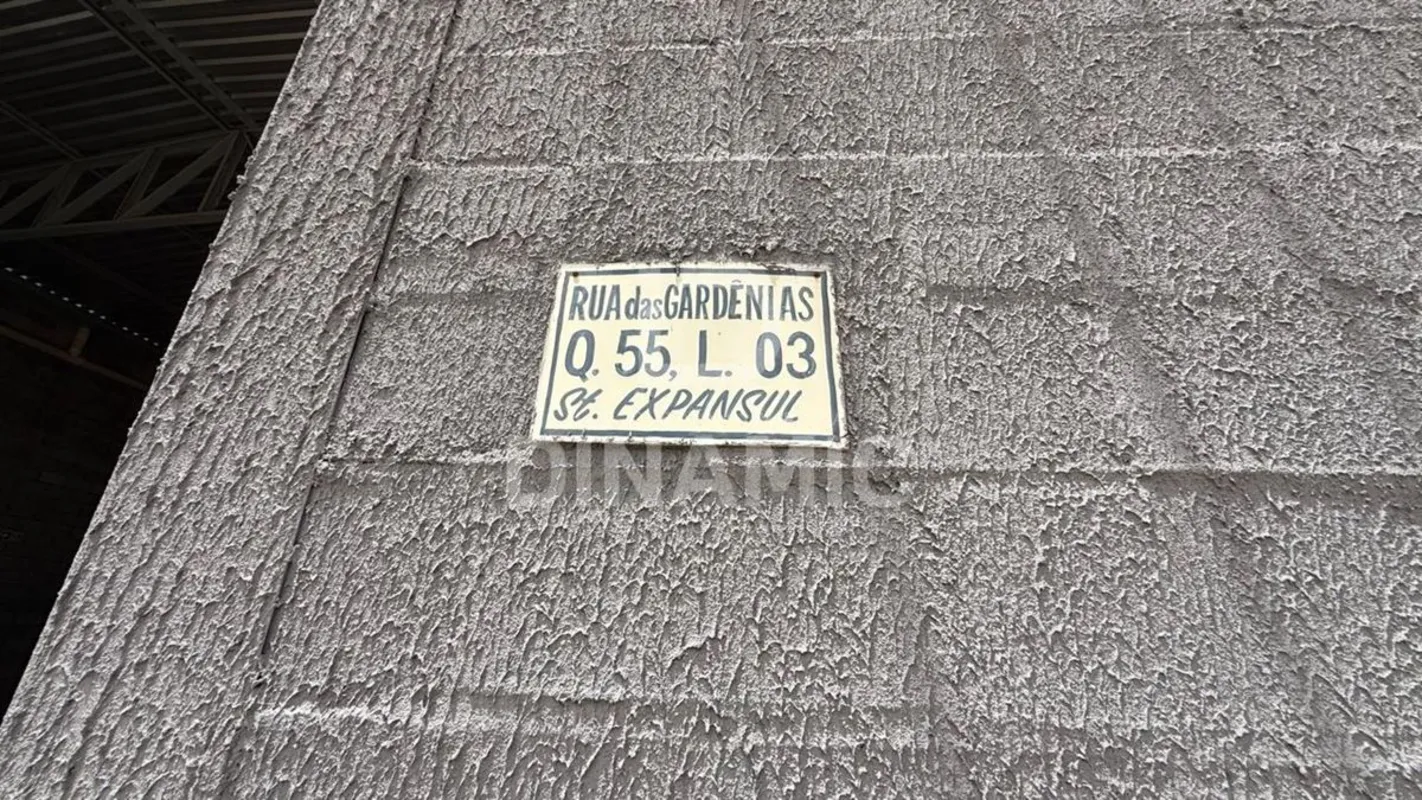 RUA das GARDÊNIAS
Q. 55, L. 03
St. EXPANSUL
DINAMIC